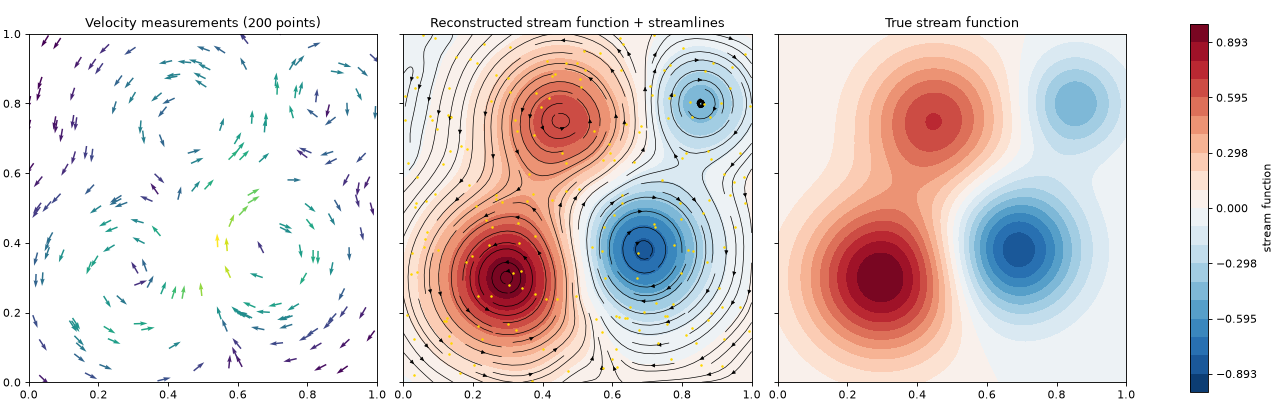 Velocity measurements (200 points)
Reconstructed stream function + streamlines
True stream function
1.0
0.8
0.6
0.4
0.2
0.0
0.0 0.2 0.4 0.6 0.8 1.0
0.0 0.2 0.4 0.6 0.8 1.0
0.0 0.2 0.4 0.6 0.8 1.0
0.893
0.595
0.298
0.000
−0.298
−0.595
−0.893
stream function